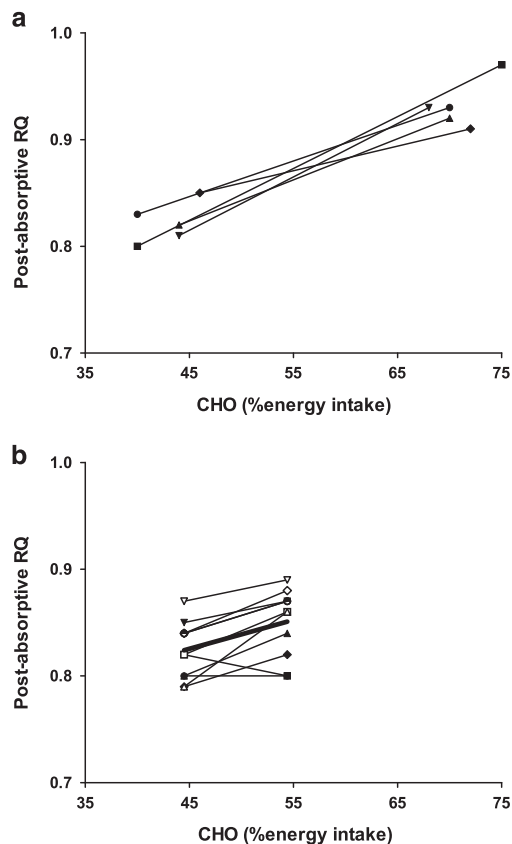 a
1.0
0.9
0.8
0.7
Post-absorptive RQ
35 45 55 65 75
CHO (%energy intake)
b
1.0
0.9
0.8
0.7
Post-absorptive RQ
35 45 55 65 75
CHO (%energy intake)